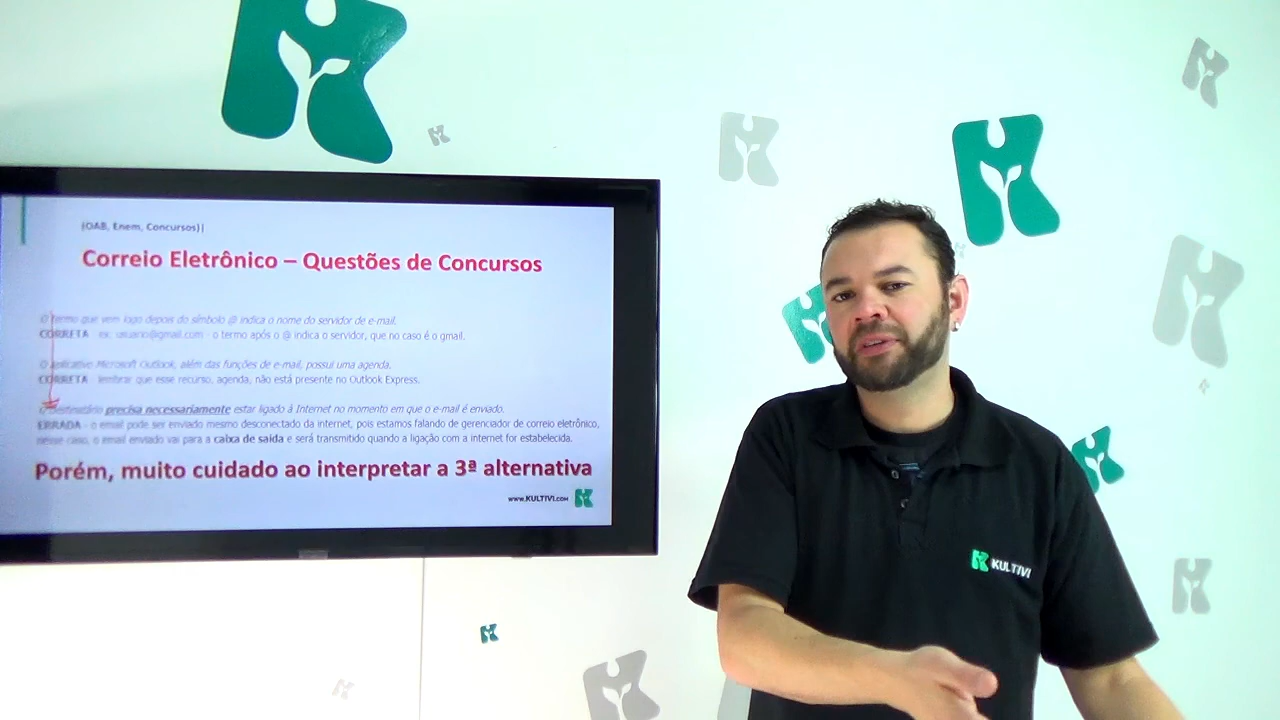 (OAB, Enem, Concursos)|
Correio Eletrônico – Questões de Concursos
O termo que vem logo depois do símbolo @ indica o nome do servidor de e-mail.
CORRETA - ex: usuario@gmail.com - o termo após o @ indica o servidor, que no caso é o gmail.
O aplicativo Microsoft Outlook, além das funções de e-mail, possui uma agenda.
CORRETA - lembrar que esse recurso, agenda, não está presente no Outlook Express.
O destinatário precisa necessariamente estar ligado à Internet no momento em que o e-mail é enviado.
ERRADA - o email pode ser enviado mesmo desconectado da internet, pois estamos falando de gerenciador de correio eletrônico,
nesse caso, o email enviado vai para a caixa de saída e será transmitido quando a ligação com a internet for estabelecida.
Porém, muito cuidado ao interpretar a 3ª alternativa
www.KULTIVI.COM
KULTIVI